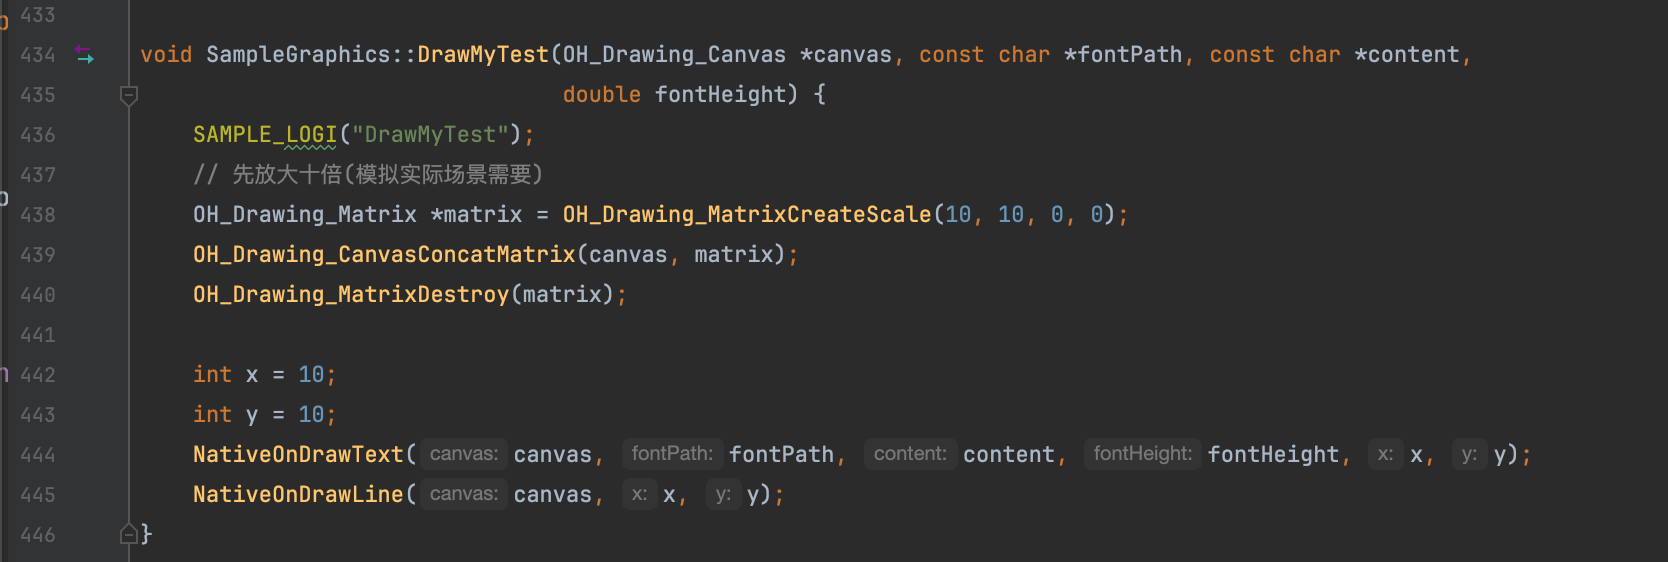 433
434 void SampleGraphics::DrawMyTest(OH_Drawing_Canvas *canvas, const char *fontPath, const char *content,
435 double fontHeight) {
436 SAMPLE_LOGI("DrawMyTest");
437 // 先放大十倍(模拟实际场景需要)
438 OH_Drawing_Matrix *matrix = OH_Drawing_MatrixCreateScale(10, 10, 0, 0);
439 OH_Drawing_CanvasConcatMatrix(canvas, matrix);
440 OH_Drawing_MatrixDestroy(matrix);
441
442 int x = 10;
443 int y = 10;
444 NativeOnDrawText( canvas: canvas, fontPath: fontPath, content: content, fontHeight: fontHeight, x: x, y: y);
445 NativeOnDrawLine( canvas: canvas, x: x, y: y);
446 }